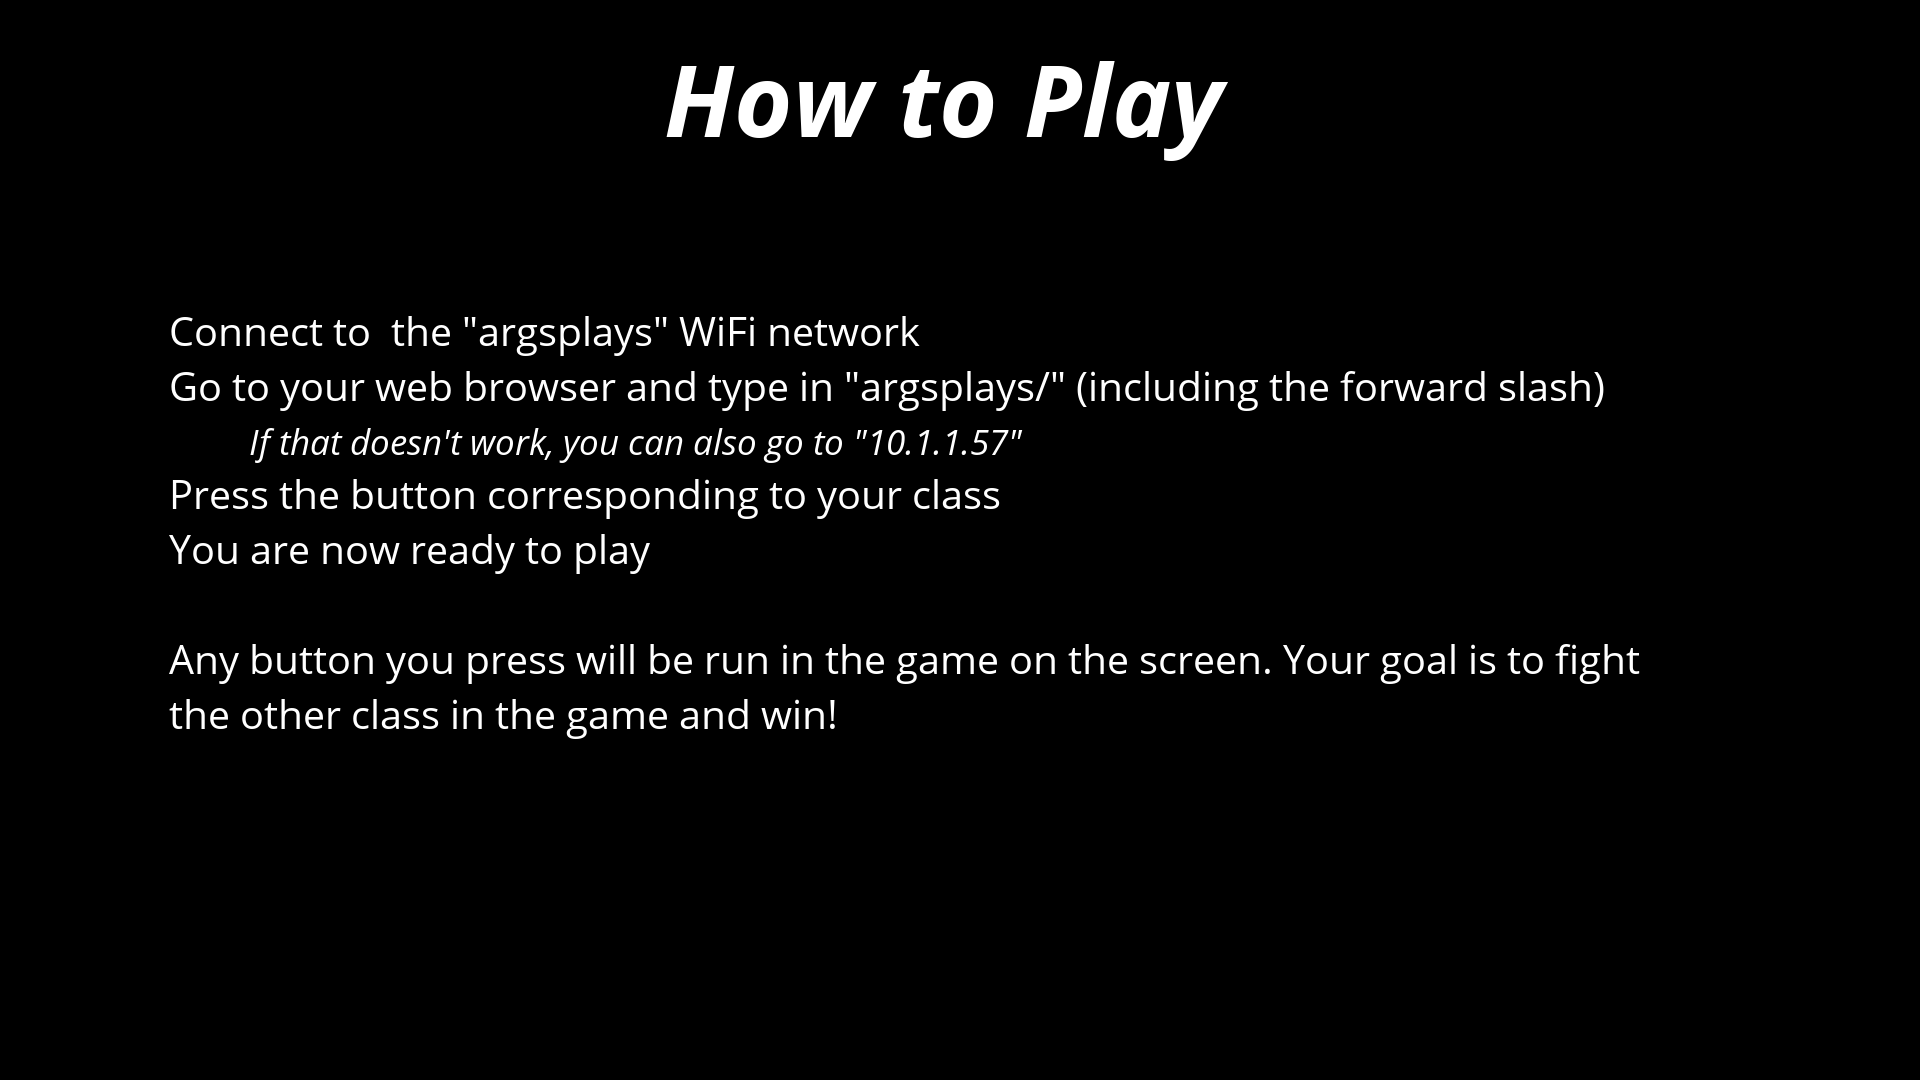 How to Play
Connect to  the "argsplays" WiFi network
Go to your web browser and type in "argsplays/" (including the forward slash)
If that doesn't work, you can also go to "10.1.1.57"
Press the button corresponding to your class
You are now ready to play
Any button you press will be run in the game on the screen. Your goal is to fight
the other class in the game and win!